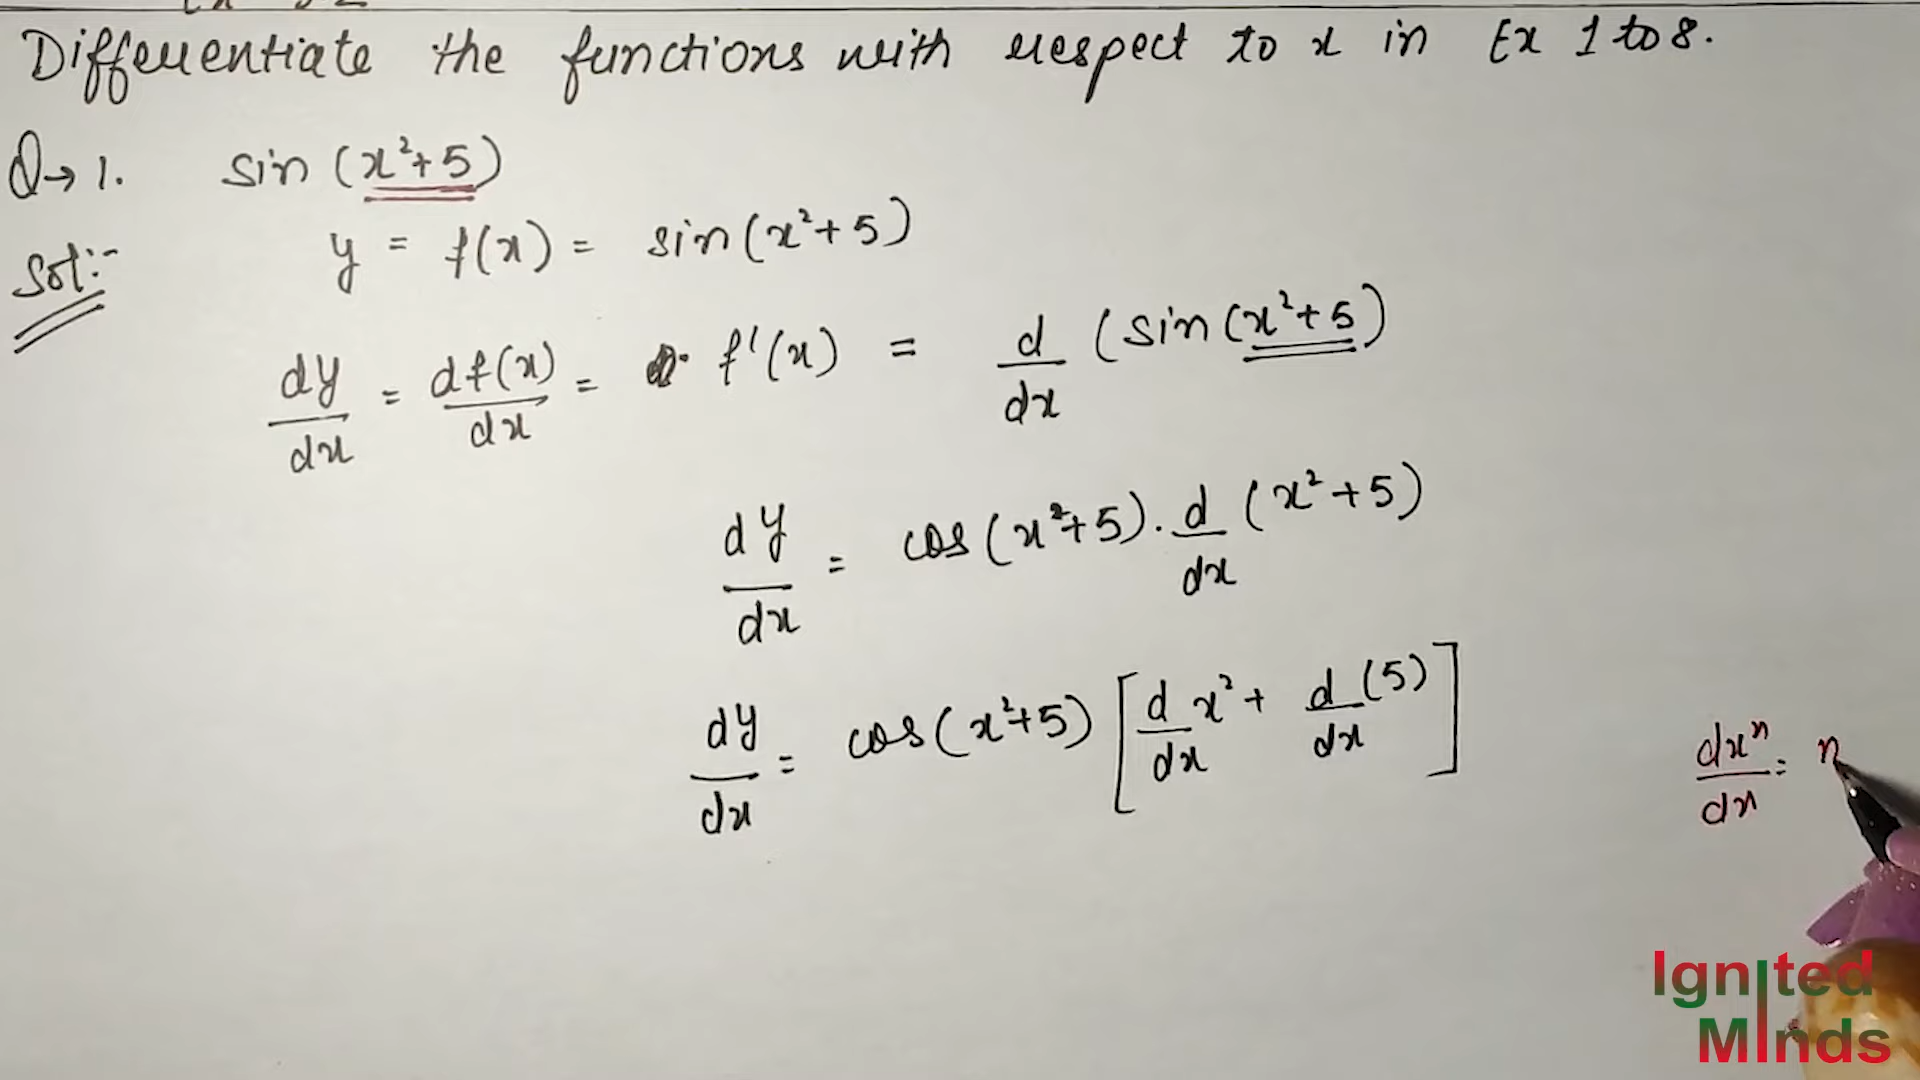 Differentiate the functions with respect to x in Ex 1 to 8.
Q→1. sin (x²+5)
Sol:-
y = f(x) = sin(x²+5)
dy/dx = df(x)/dx = f'(x) = d/dx (sin(x²+5)
dy/dx = cos(x²+5). d/dx (x²+5)
dy/dx = cos(x²+5) [d/dx x² + d/dx (5)]
dxⁿ/dx = n
Ignited
Minds